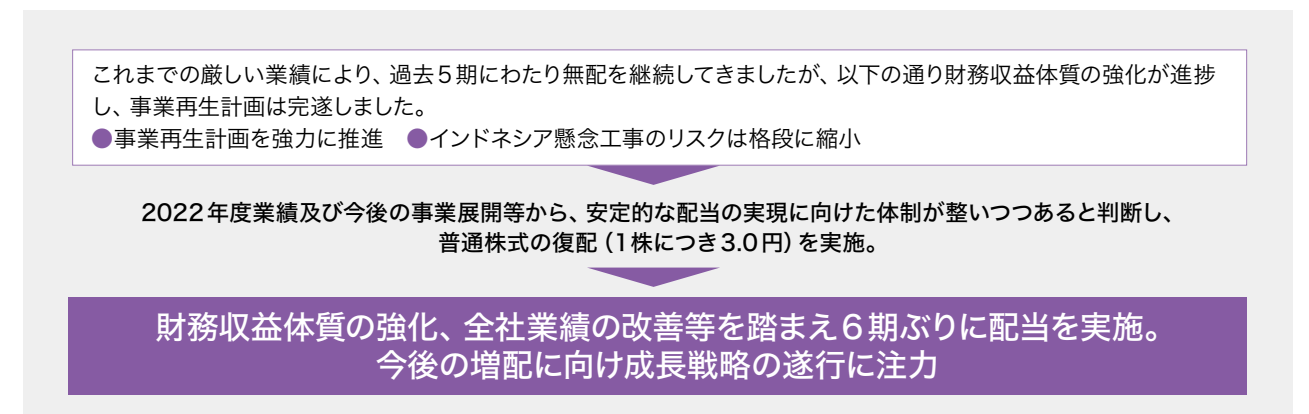 これまでの厳しい業績により、過去5期にわたり無配を継続してきましたが、以下の通り財務収益体質の強化が進捗
し、事業再生計画は完遂しました。
●事業再生計画を強力に推進　●インドネシア懸念工事のリスクは格段に縮小
2022年度業績及び今後の事業展開等から、安定的な配当の実現に向けた体制が整いつつあると判断し、
普通株式の復配（1株につき3.0円）を実施。
財務収益体質の強化、全社業績の改善等を踏まえ6期ぶりに配当を実施。
今後の増配に向け成長戦略の遂行に注力